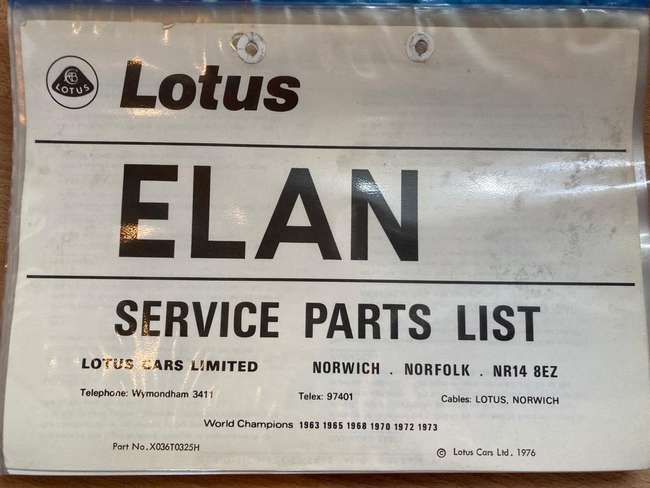 LOTUS
Lotus
ELAN
SERVICE PARTS LIST
LOTUS CARS LIMITED NORWICH . NORFOLK . NR14 8EZ
Telephone: Wymondham 3411 Telex: 97401 Cables: LOTUS, NORWICH
World Champions 1963 1965 1968 1970 1972 1973
Part No. X036T0325H © Lotus Cars Ltd. 1976